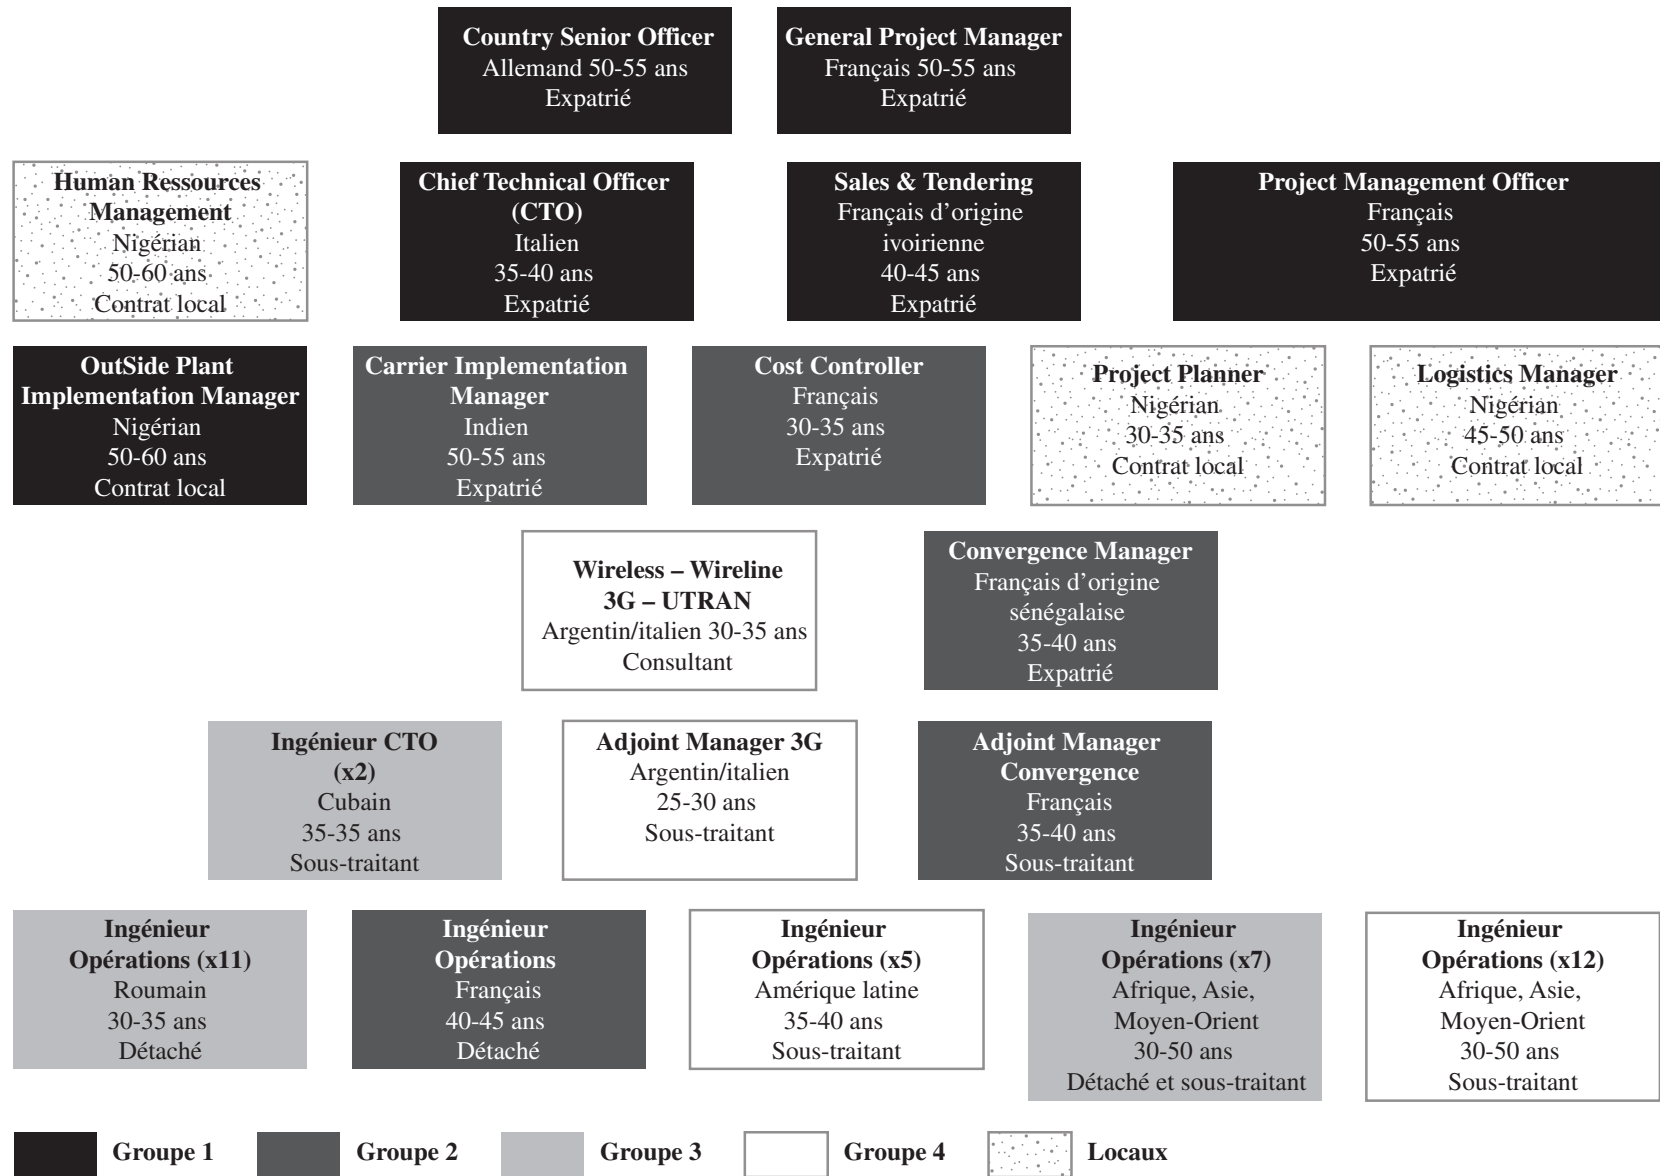 Country Senior Officer
Allemand 50-55 ans
Expatrié
General Project Manager
Français 50-55 ans
Expatrié
Human Ressources
Management
Nigérian
50-60 ans
Contrat local
Chief Technical Officer
(CTO)
Italien
35-40 ans
Expatrié
Sales & Tendering
Français d’origine
ivoirienne
40-45 ans
Expatrié
Project Management Officer
Français
50-55 ans
Expatrié
OutSide Plant
Implementation Manager
Nigérian
50-60 ans
Contrat local
Carrier Implementation
Manager
Indien
50-55 ans
Expatrié
Cost Controller
Français
30-35 ans
Expatrié
Project Planner
Nigérian
30-35 ans
Contrat local
Logistics Manager
Nigérian
45-50 ans
Contrat local
Wireless – Wireline
3G – UTRAN
Argentin/italien 30-35 ans
Consultant
Convergence Manager
Français d’origine
sénégalaise
35-40 ans
Expatrié
Ingénieur CTO
(x2)
Cubain
35-35 ans
Sous-traitant
Adjoint Manager 3G
Argentin/italien
25-30 ans
Sous-traitant
Adjoint Manager
Convergence
Français
35-40 ans
Sous-traitant
Ingénieur
Opérations (x11)
Roumain
30-35 ans
Détaché
Ingénieur
Opérations
Français
40-45 ans
Détaché
Ingénieur
Opérations (x5)
Amérique latine
35-40 ans
Sous-traitant
Ingénieur
Opérations (x7)
Afrique, Asie,
Moyen-Orient
30-50 ans
Détaché et sous-traitant
Ingénieur
Opérations (x12)
Afrique, Asie,
Moyen-Orient
30-50 ans
Sous-traitant
Groupe 1
Groupe 2
Groupe 3
Groupe 4
Locaux